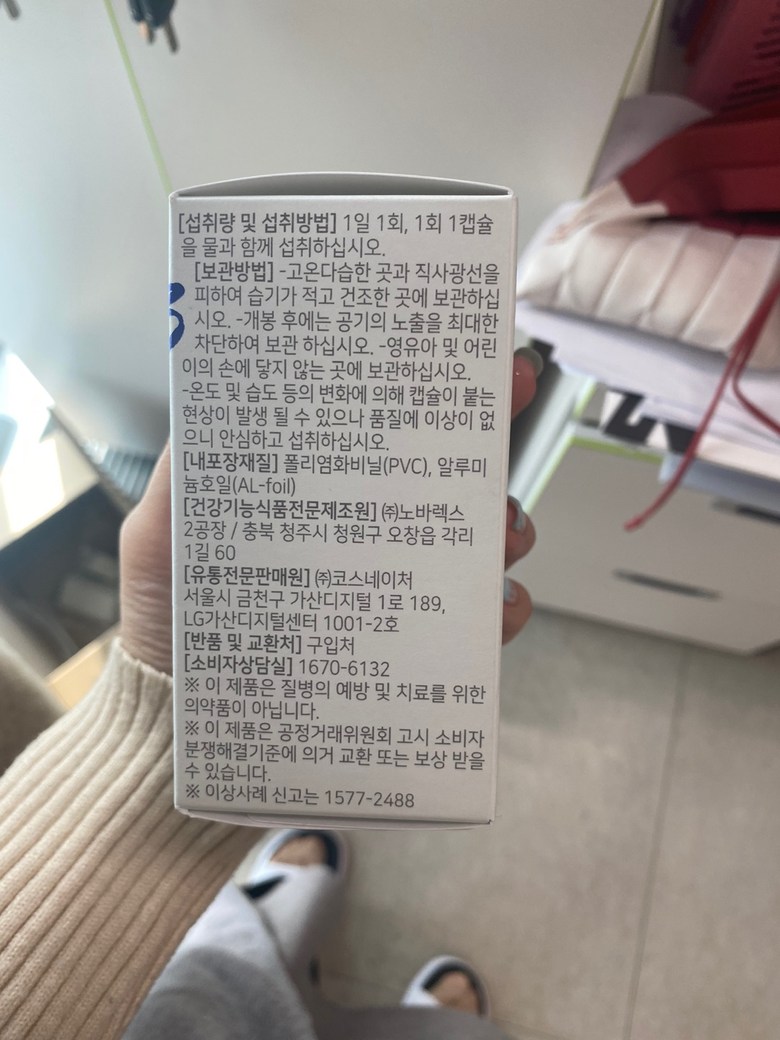 [섭취량 및 섭취방법] 1일 1회, 1회 1캡슐
을 물과 함께 섭취하십시오.
[보관방법] -고온다습한 곳과 직사광선을
피하여 습기가 적고 건조한 곳에 보관하십
시오. -개봉 후에는 공기의 노출을 최대한
차단하여 보관 하십시오. -영유아 및 어린
이의 손에 닿지 않는 곳에 보관하십시오.
-온도 및 습도 등의 변화에 의해 캡슐이 붙는
현상이 발생 될 수 있으나 품질에 이상이 없
으니 안심하고 섭취하십시오.
[내포장재질] 폴리염화비닐(PVC), 알루미
늄호일(AL-foil)
[건강기능식품전문제조원] ㈜노바렉스
2공장 / 충북 청주시 청원구 오창읍 각리
1길 60
[유통전문판매원] ㈜코스네이처
서울시 금천구 가산디지털 1로 189,
LG가산디지털센터 1001-2호
[반품 및 교환처] 구입처
[소비자상담실] 1670-6132
※ 이 제품은 질병의 예방 및 치료를 위한
의약품이 아닙니다.
※ 이 제품은 공정거래위원회 고시 소비자
분쟁해결기준에 의거 교환 또는 보상 받을
수 있습니다.
※ 이상사례 신고는 1577-2488